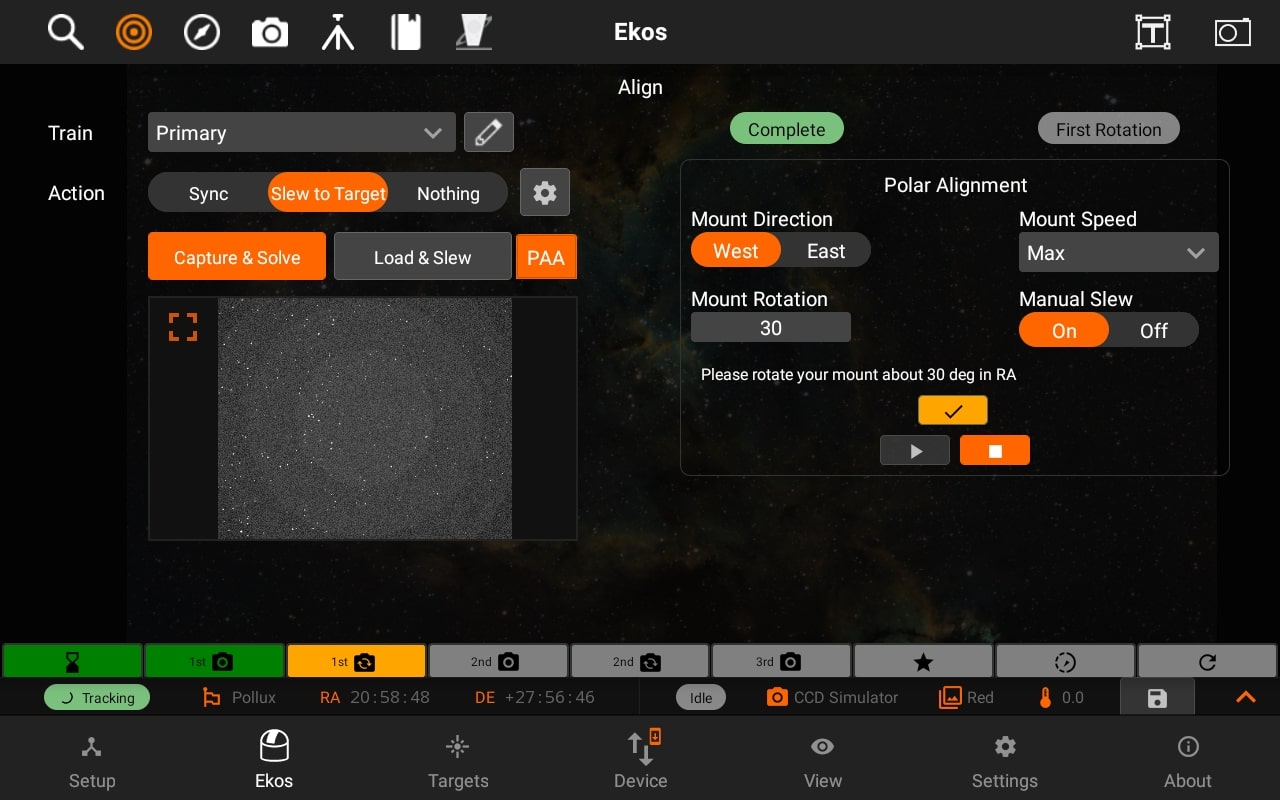 Ekos
Align
Train
Primary
Complete
First Rotation
Action
Sync
Slew to Target
Nothing
Capture & Solve
Load & Slew
PAA
Polar Alignment
Mount Direction
Mount Speed
West
East
Max
Mount Rotation
Manual Slew
30
On
Off
Please rotate your mount about 30 deg in RA
1st
1st
2nd
2nd
3rd
Tracking
Pollux
RA 20:58:48
DE +27:56:46
Idle
CCD Simulator
Red
0.0
Setup
Ekos
Targets
Device
View
Settings
About